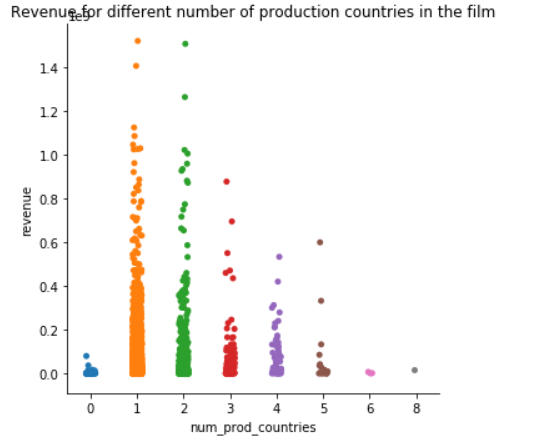 Revenue for different number of production countries in the film
1e9
1.4
1.2
1.0
0.8
0.6
0.4
0.2
0.0
revenue
0 1 2 3 4 5 6 8
num_prod_countries